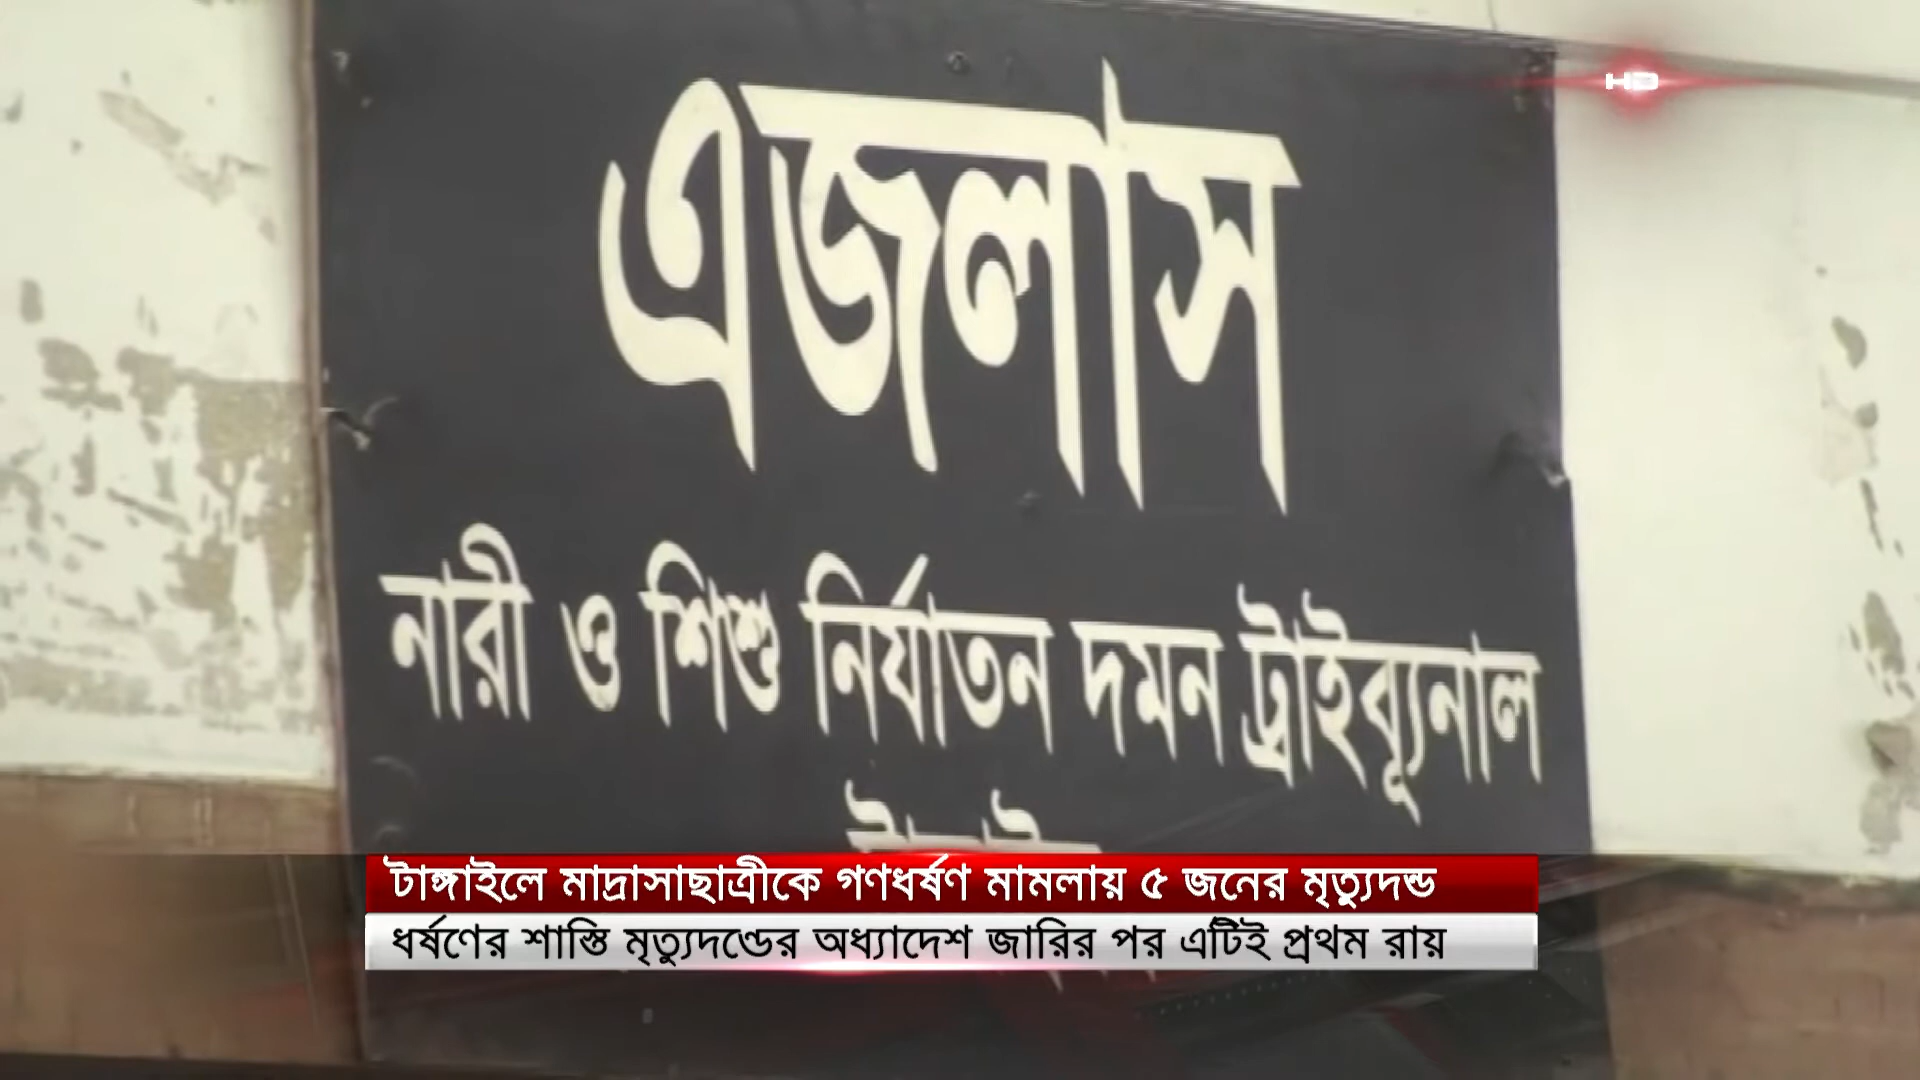 HD
এজলাস
নারী ও শিশু নির্যাতন দমন ট্রাইব্যূনাল
টাঙ্গাইলে মাদ্রাসাছাত্রীকে গণধর্ষণ মামলায় ৫ জনের মৃত্যুদন্ড
ধর্ষণের শাস্তি মৃত্যুদণ্ডের অধ্যাদেশ জারির পর এটিই প্রথম রায়